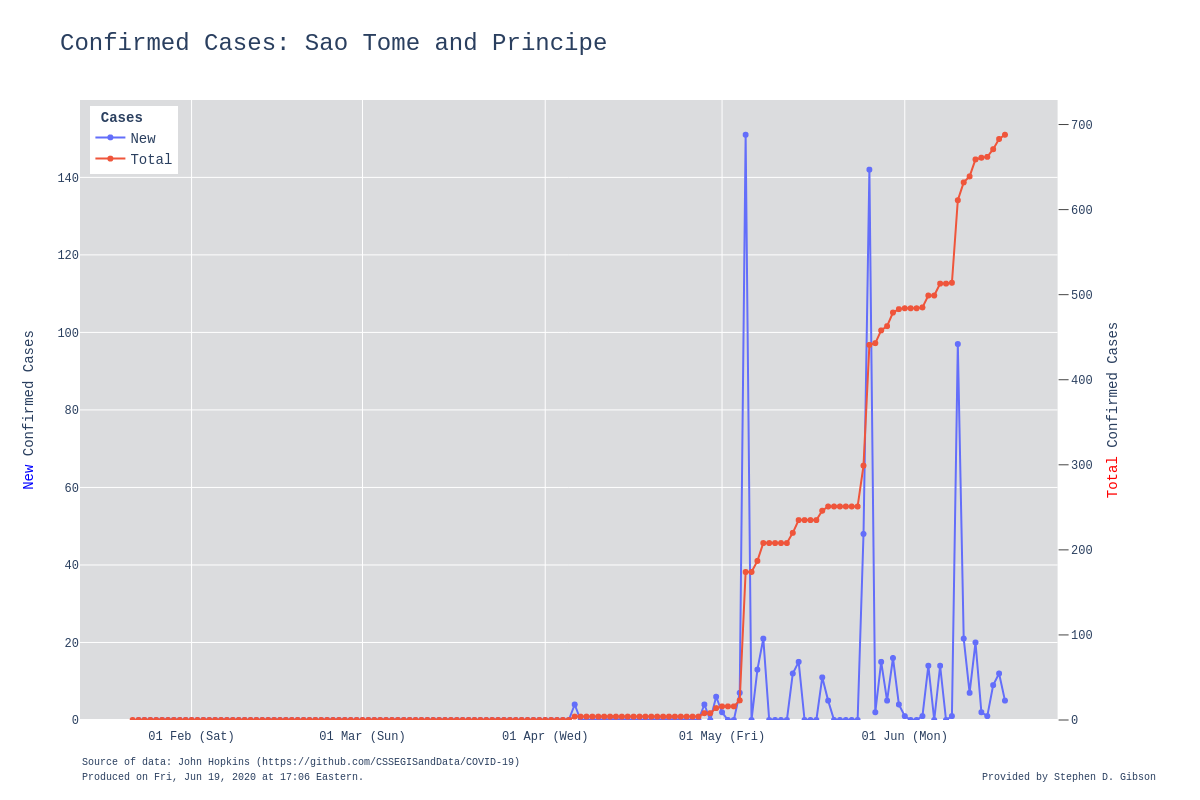 Confirmed Cases: Sao Tome and Principe
Cases
New
Total
New Confirmed Cases
Total Confirmed Cases
140
120
100
80
60
40
20
0
700
600
500
400
300
200
100
0
01 Feb (Sat)
01 Mar (Sun)
01 Apr (Wed)
01 May (Fri)
01 Jun (Mon)
Source of data: John Hopkins (https://github.com/CSSEGISandData/COVID-19)
Produced on Fri, Jun 19, 2020 at 17:06 Eastern.
Provided by Stephen D. Gibson